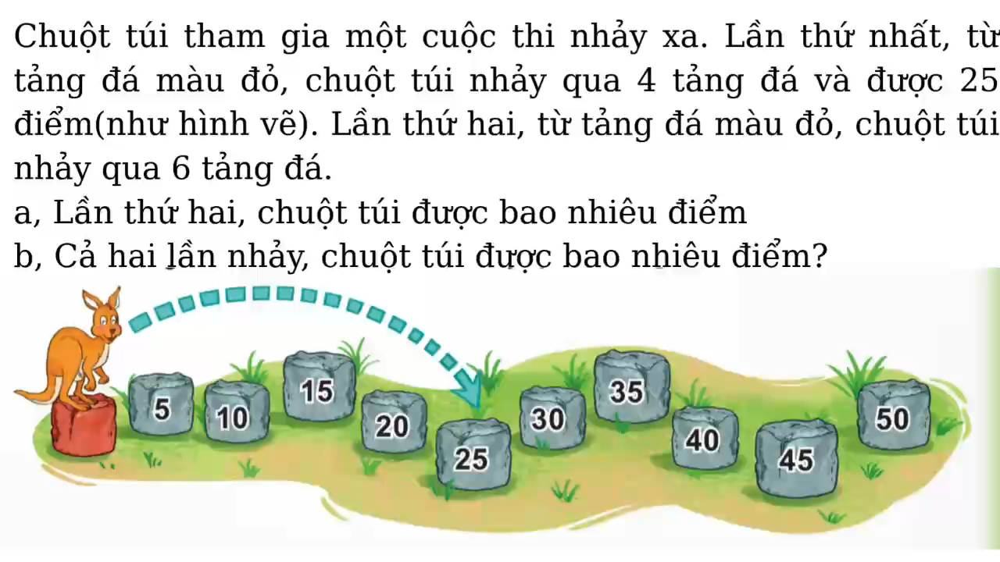 Chuột túi tham gia một cuộc thi nhảy xa. Lần thứ nhất, từ
tảng đá màu đỏ, chuột túi nhảy qua 4 tảng đá và được 25
điểm(như hình vẽ). Lần thứ hai, từ tảng đá màu đỏ, chuột túi
nhảy qua 6 tảng đá.
a, Lần thứ hai, chuột túi được bao nhiêu điểm
b, Cả hai lần nhảy, chuột túi được bao nhiêu điểm?
5 10 15 20 25 30 35 40 45 50